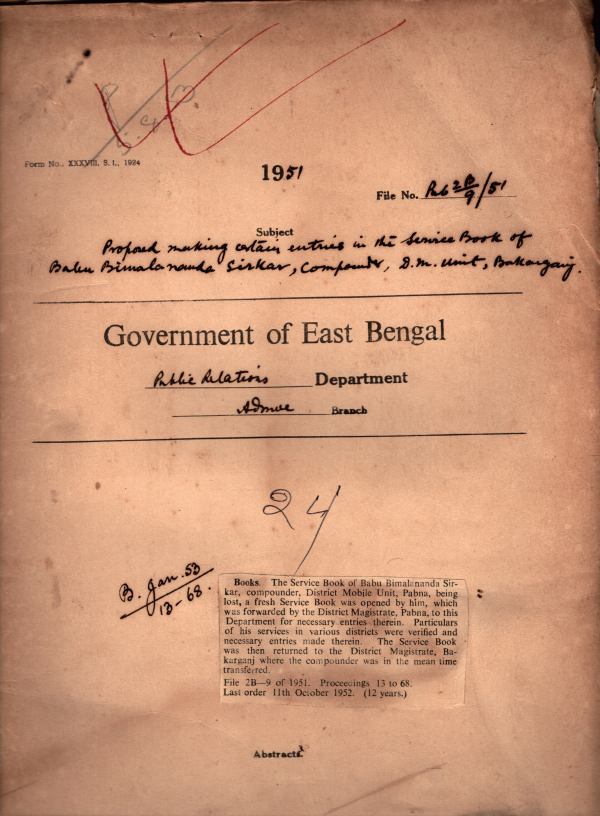 Form No. XXXVIII. S. I., 1924
1951
File No. Pub 2B/9/51
Subject
Proposed making certain entries in the Service Book of
Babu Bimalananda Sirkar, Compounder, D.M. Unit, Bakarganj.
Government of East Bengal
Public Relations Department
Branch
24
B. Jan. 53
13-68.
Books. The Service Book of Babu Bimalananda Sir-
kar, compounder, District Mobile Unit, Pabna, being
lost, a fresh Service Book was opened by him, which
was forwarded by the District Magistrate, Pabna, to this
Department for necessary entries therein. Particulars
of his services in various districts were verified and
necessary entries made therein. The Service Book
was then returned to the District Magistrate, Ba-
karganj where the compounder was in the mean time
transferred.
File 2B—9 of 1951. Proceedings 13 to 68.
Last order 11th October 1952. (12 years.)
Abstracts.